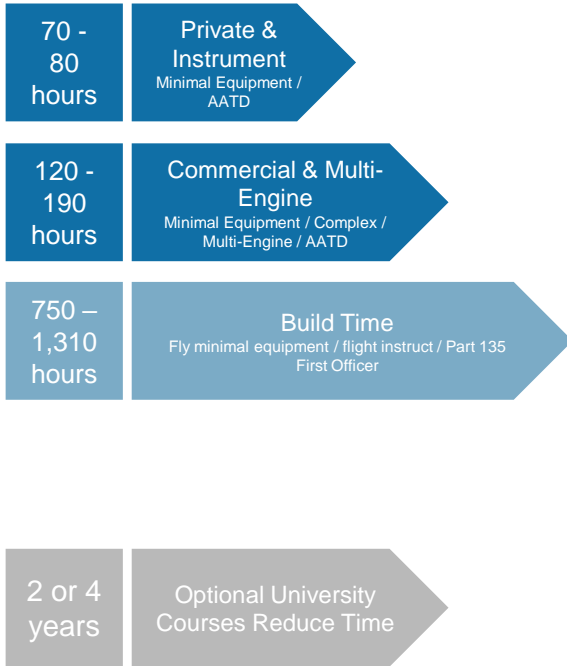 70 -
80
hours
Private &
Instrument
Minimal Equipment /
AATD
120 -
190
hours
Commercial & Multi-
Engine
Minimal Equipment / Complex /
Multi-Engine / AATD
750 –
1,310
hours
Build Time
Fly minimal equipment / flight instruct / Part 135
First Officer
2 or 4
years
Optional University
Courses Reduce Time